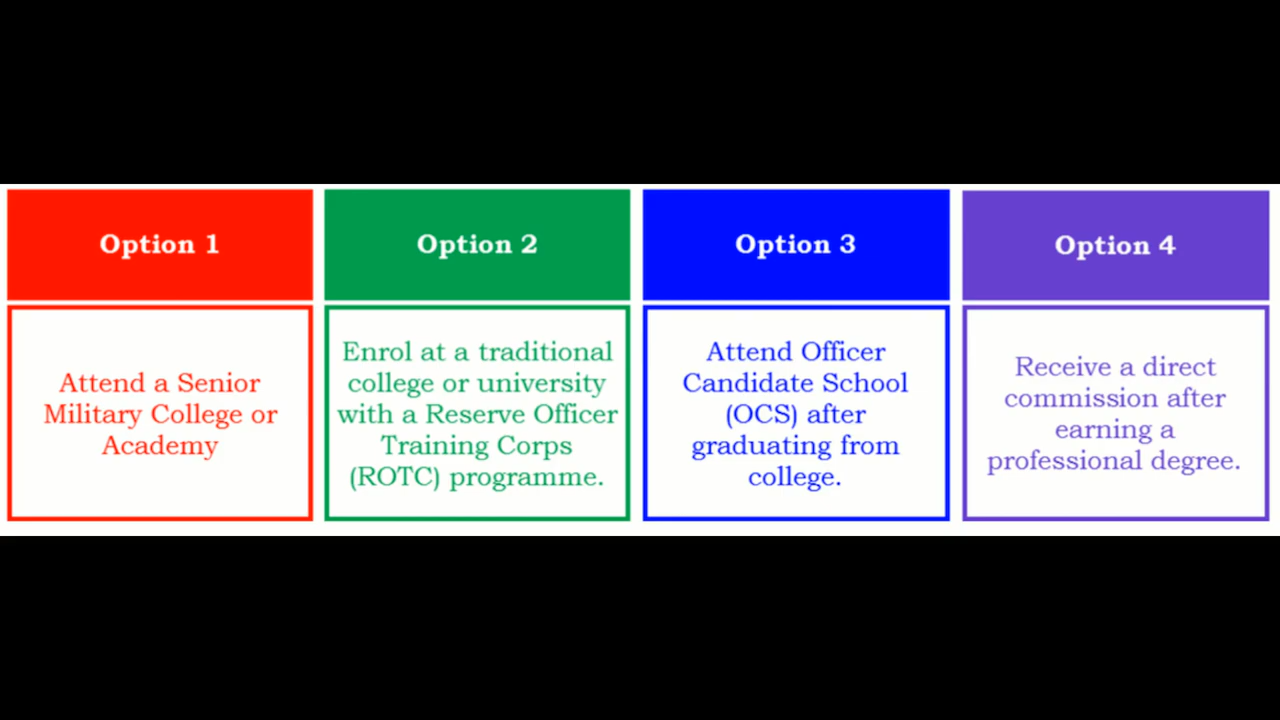 Option 1
Attend a Senior
Military College or
Academy
Option 2
Enrol at a traditional
college or university
with a Reserve Officer
Training Corps
(ROTC) programme.
Option 3
Attend Officer
Candidate School
(OCS) after
graduating from
college.
Option 4
Receive a direct
commission after
earning a
professional degree.